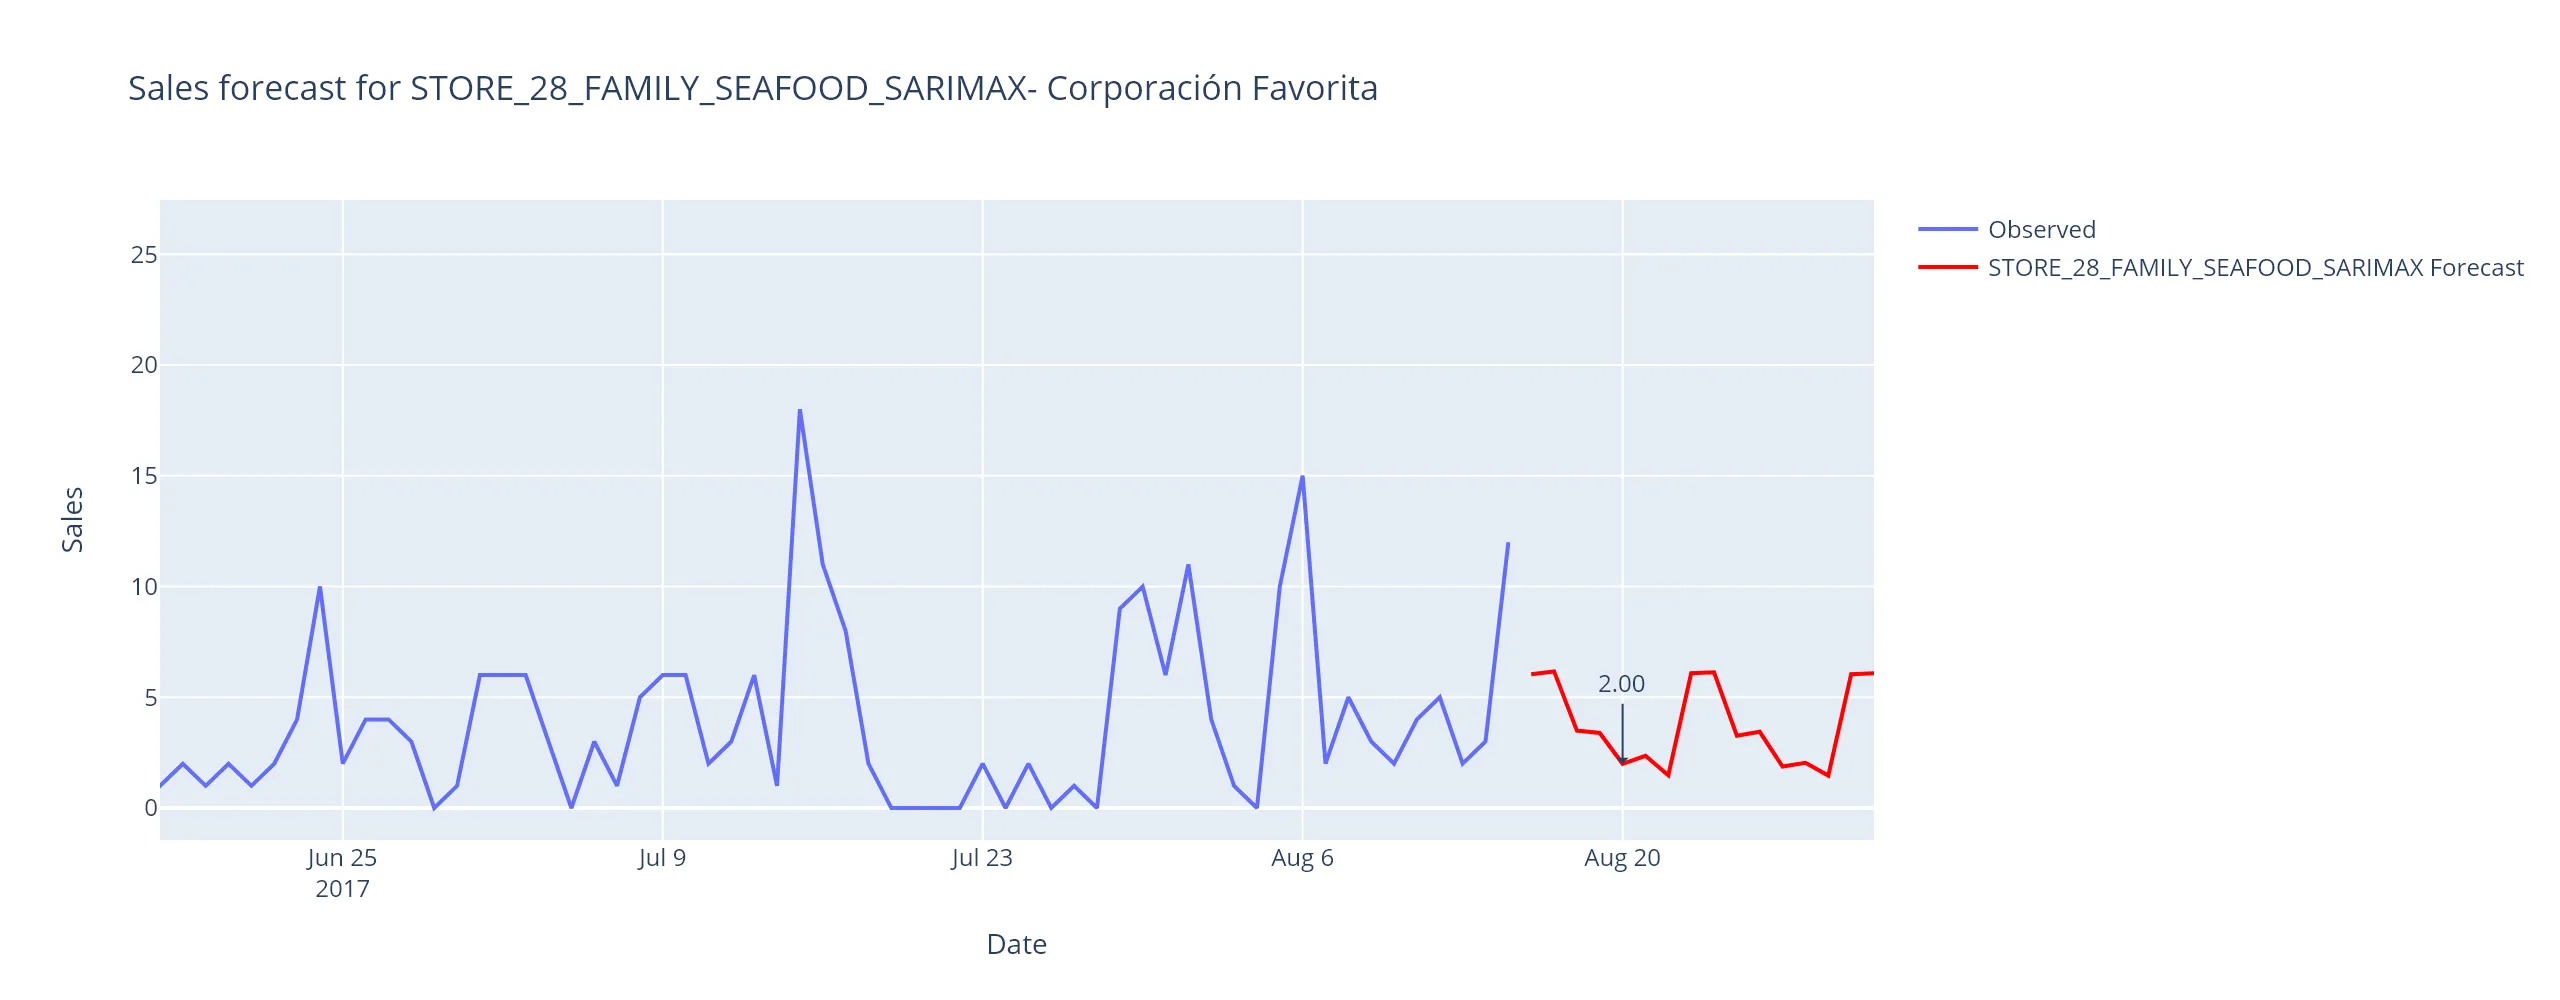 Sales forecast for STORE_28_FAMILY_SEAFOOD_SARIMAX- Corporación Favorita
Observed
STORE_28_FAMILY_SEAFOOD_SARIMAX Forecast
25
20
15
10
5
0
Sales
2.00
Jun 25
2017
Jul 9
Jul 23
Aug 6
Aug 20
Date